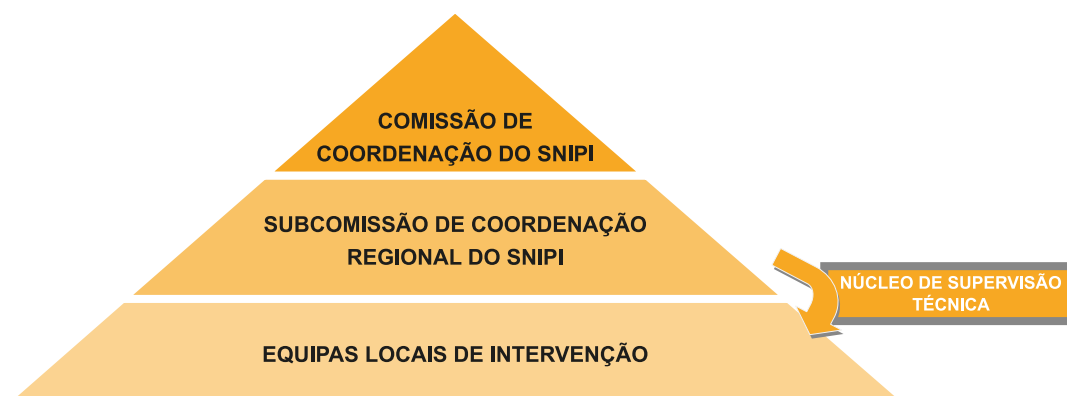 COMISSÃO DE
COORDENAÇÃO DO SNIPI
SUBCOMISSÃO DE COORDENAÇÃO
REGIONAL DO SNIPI
NÚCLEO DE SUPERVISÃO
TÉCNICA
EQUIPAS LOCAIS DE INTERVENÇÃO